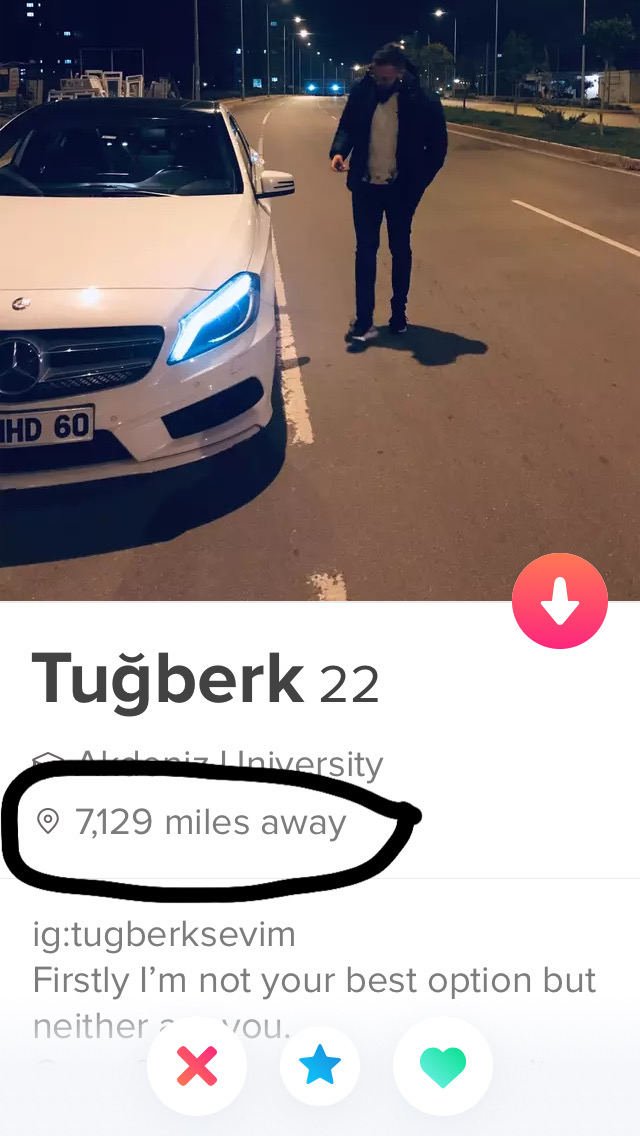 HD 60
Tuğberk 22
Akdeniz University
7,129 miles away
ig:tugberksevim
Firstly I'm not your best option but
neither are you.